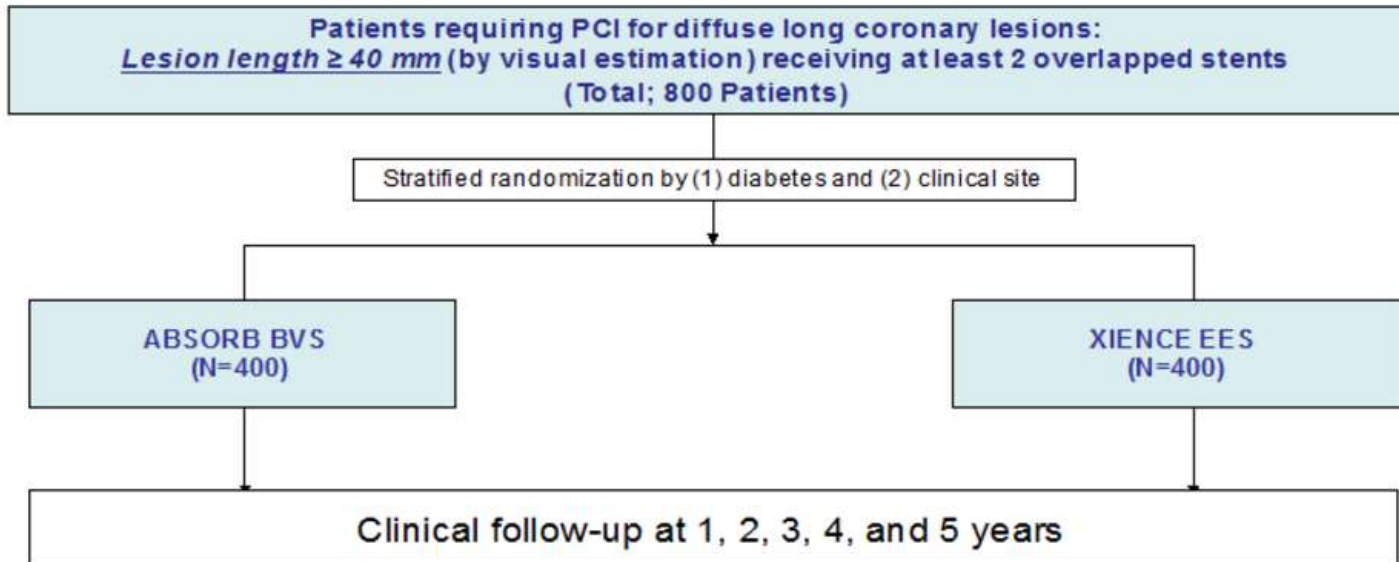 Patients requiring PCI for diffuse long coronary lesions:
Lesion length ≥ 40 mm (by visual estimation) receiving at least 2 overlapped stents
(Total; 800 Patients)
Stratified randomization by (1) diabetes and (2) clinical site
ABSORB BVS
(N=400)
XIENCE EES
(N=400)
Clinical follow-up at 1, 2, 3, 4, and 5 years